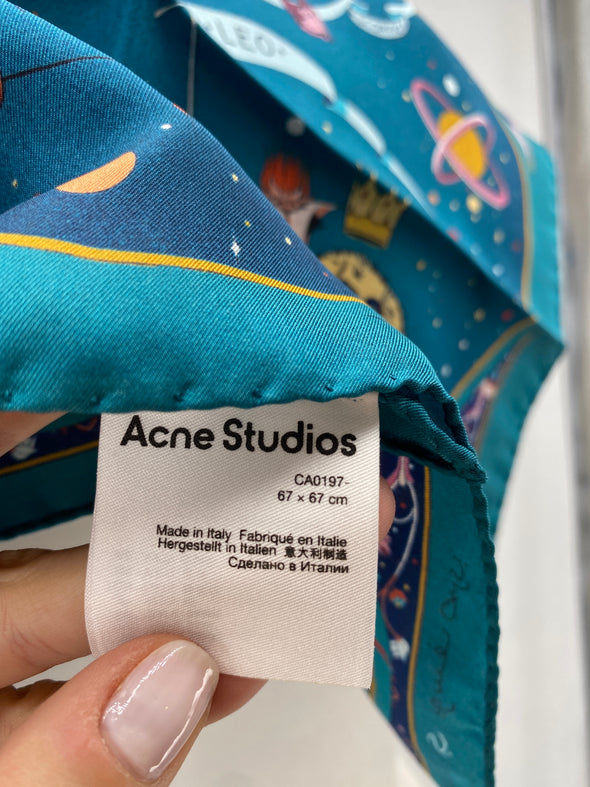 LEO
Acne Studios
CA0197-
67 × 67 cm
Made in Italy Fabriqué en Italie
Hergestellt in Italien 意大利制造
Сделано в Италии